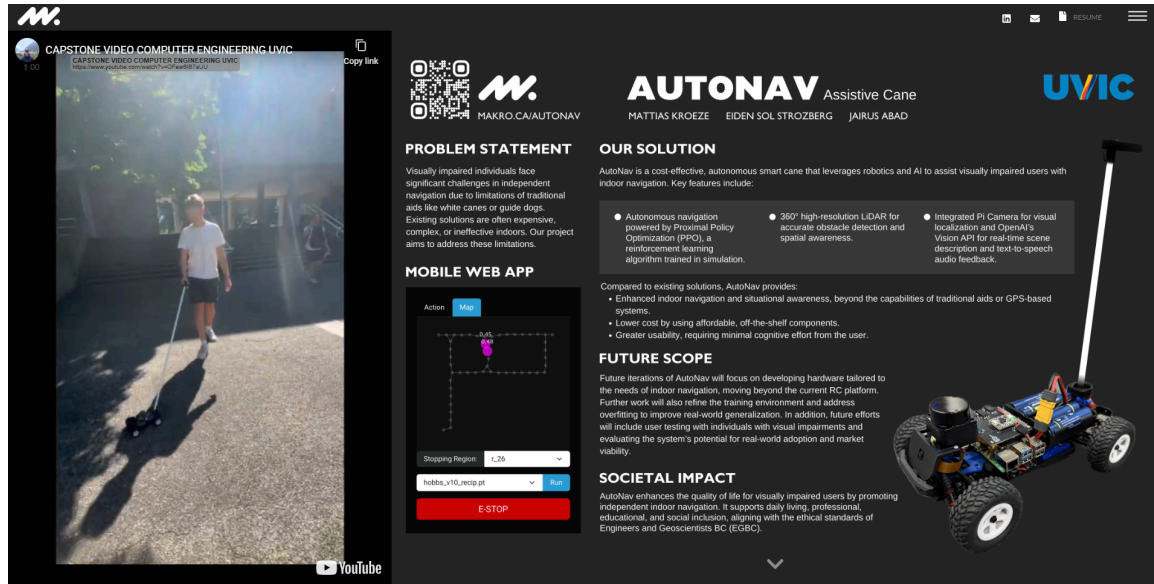 RESUME
CAPSTONE VIDEO COMPUTER ENGINEERING UVIC
1.00
CAPSTONE VIDEO COMPUTER ENGINEERING UVIC
Copy link
YouTube
MAKRO.CA/AUTONAV
AUTONAV Assistive Cane
MATTIAS KROEZE EIDEN SOL STROZBERG JAIRUS ABAD
UVIC
PROBLEM STATEMENT
Visually impaired individuals face
significant challenges in independent
navigation due to limitations of traditional
aids like white canes or guide dogs.
Existing solutions are often expensive,
complex, or ineffective indoors. Our project
aims to address these limitations.
MOBILE WEB APP
Action Map
0,45
0,48
Stopping Region: r_26
hobbs_v10_recip.pt Run
E-STOP
OUR SOLUTION
AutoNav is a cost-effective, autonomous smart cane that leverages robotics and AI to assist visually impaired users with
indoor navigation. Key features include:
Autonomous navigation
powered by Proximal Policy
Optimization (PPO), a
reinforcement learning
algorithm trained in simulation.
360° high-resolution LiDAR for
accurate obstacle detection and
spatial awareness.
Integrated Pi Camera for visual
localization and OpenAI's
Vision API for real-time scene
description and text-to-speech
audio feedback.
Compared to existing solutions, AutoNav provides:
• Enhanced indoor navigation and situational awareness, beyond the capabilities of traditional aids or GPS-based
systems.
• Lower cost by using affordable, off-the-shelf components.
• Greater usability, requiring minimal cognitive effort from the user.
FUTURE SCOPE
Future iterations of AutoNav will focus on developing hardware tailored to
the needs of indoor navigation, moving beyond the current RC platform.
Further work will also refine the training environment and address
overfitting to improve real-world generalization. In addition, future efforts
will include user testing with individuals with visual impairments and
evaluating the system's potential for real-world adoption and market
viability.
SOCIETAL IMPACT
AutoNav enhances the quality of life for visually impaired users by promoting
independent indoor navigation. It supports daily living, professional,
educational, and social inclusion, aligning with the ethical standards of
Engineers and Geoscientists BC (EGBC).